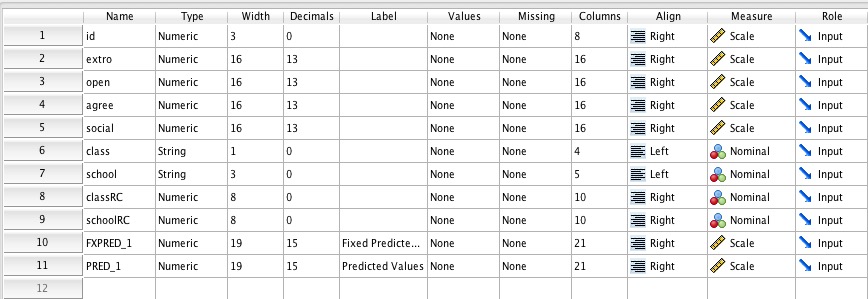 Name Type Width Decimals Label Values Missing Columns Align Measure Role
1 id Numeric 3 0 None None 8 Right Scale Input
2 extro Numeric 16 13 None None 16 Right Scale Input
3 open Numeric 16 13 None None 16 Right Scale Input
4 agree Numeric 16 13 None None 16 Right Scale Input
5 social Numeric 16 13 None None 16 Right Scale Input
6 class String 1 0 None None 4 Left Nominal Input
7 school String 3 0 None None 5 Left Nominal Input
8 classRC Numeric 8 0 None None 10 Right Nominal Input
9 schoolRC Numeric 8 0 None None 10 Right Nominal Input
10 FXPRED_1 Numeric 19 15 Fixed Predicte... None None 21 Right Scale Input
11 PRED_1 Numeric 19 15 Predicted Values None None 21 Right Scale Input
12